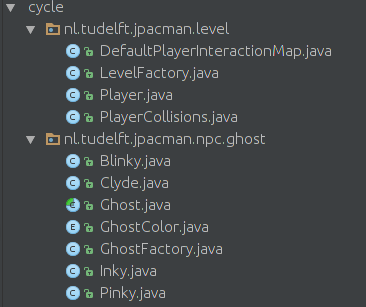 cycle
nl.tudelft.jpacman.level
DefaultPlayerInteractionMap.java
LevelFactory.java
Player.java
PlayerCollisions.java
nl.tudelft.jpacman.npc.ghost
C Blinky.java
C Clyde.java
C Ghost.java
E GhostColor.java
C GhostFactory.java
C Inky.java
C Pinky.java